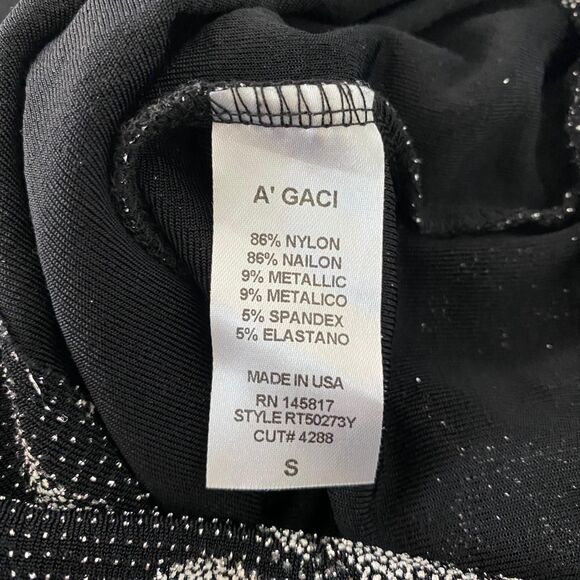 A' GACI
86% NYLON
86% NAILON
9% METALLIC
9% METALICO
5% SPANDEX
5% ELASTANO
MADE IN USA
RN 145817
STYLE RT50273Y
CUT# 4288
S